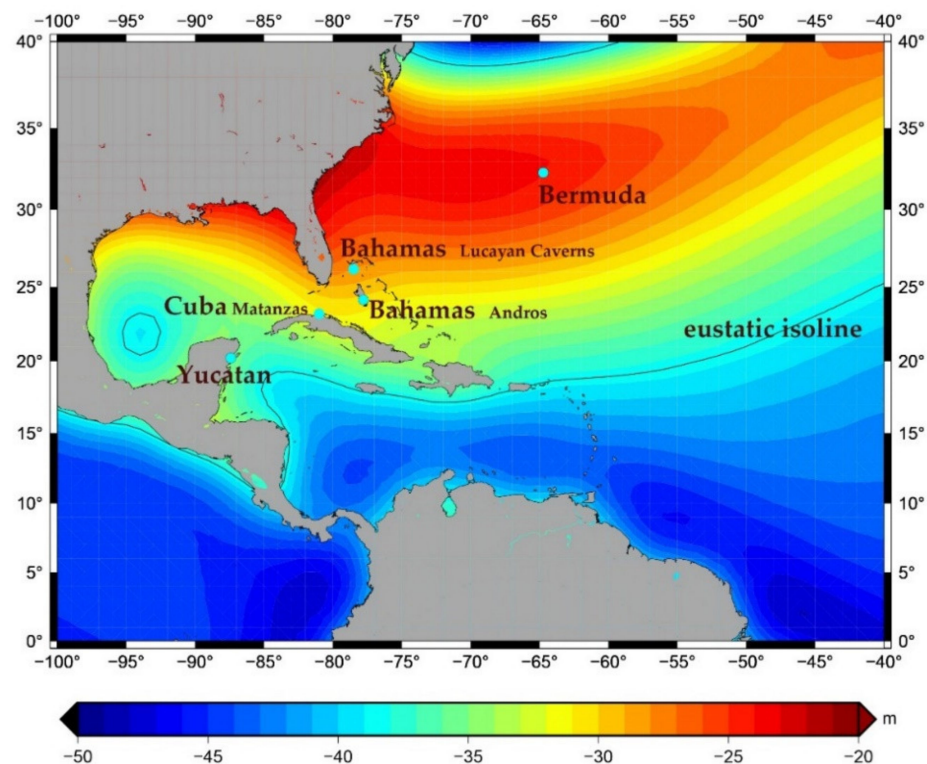 −100° −95° −90° −85° −80° −75° −70° −65° −60° −55° −50° −45° −40°
40° 40°
35° 35°
30° 30°
Bermuda
Bahamas Lucayan Caverns
25° 25°
Cuba Matanzas Bahamas Andros
eustatic isoline
20° 20°
Yucatan
15° 15°
10° 10°
5° 5°
0° 0°
−100° −95° −90° −85° −80° −75° −70° −65° −60° −55° −50° −45° −40°
m
−50 −45 −40 −35 −30 −25 −20